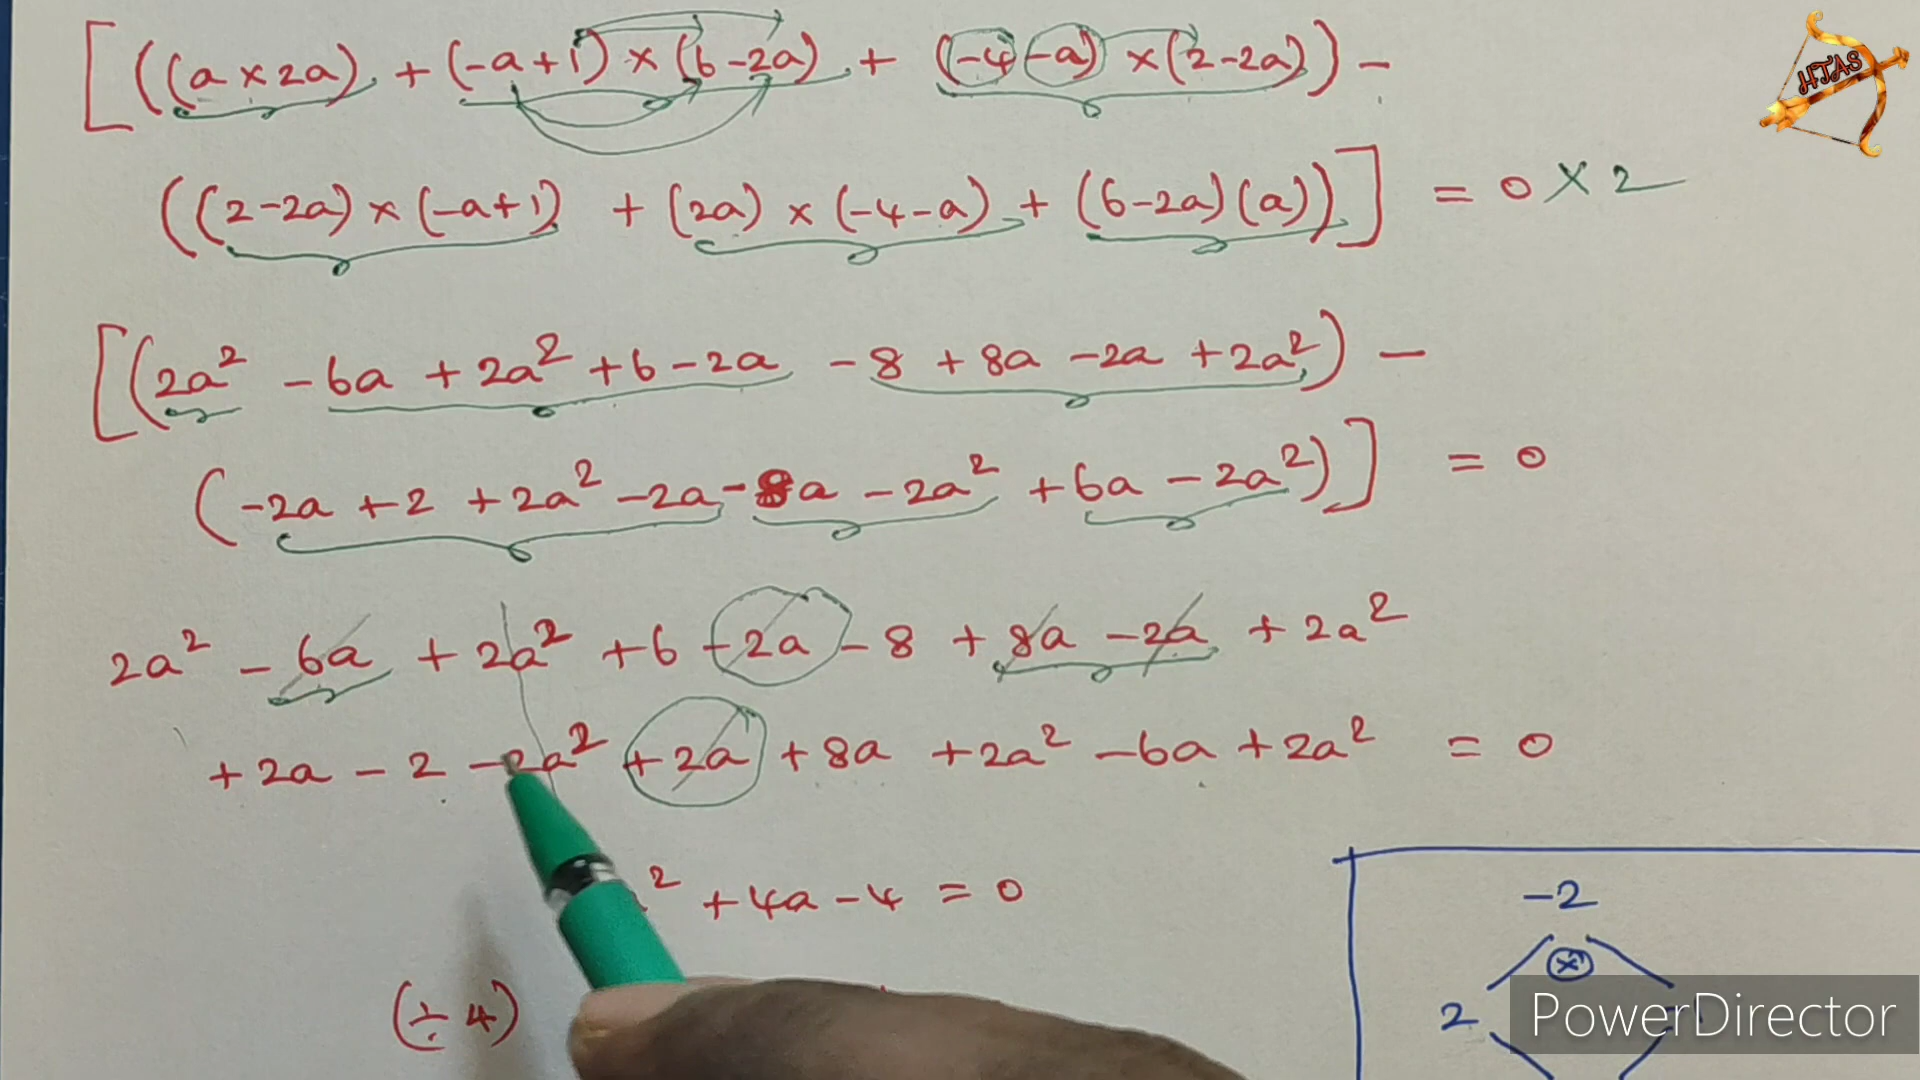 [((a × 2a) + (-a+1) × (6-2a) + (-4-a) × (2-2a)) -
HTAS
((2-2a) × (-a+1) + (2a) × (-4-a) + (6-2a)(a))] = 0 × 2
[(2a² - 6a + 2a² + 6 - 2a - 8 + 8a - 2a + 2a²) -
(-2a + 2 + 2a² - 2a - 8a - 2a² + 6a - 2a²)] = 0
2a² - 6a + 2a² + 6 - 2a - 8 + 8a - 2a + 2a²
+ 2a - 2 - 2a² + 2a + 8a + 2a² - 6a + 2a² = 0
² + 4a - 4 = 0
(÷ 4)
-2
×
2
PowerDirector